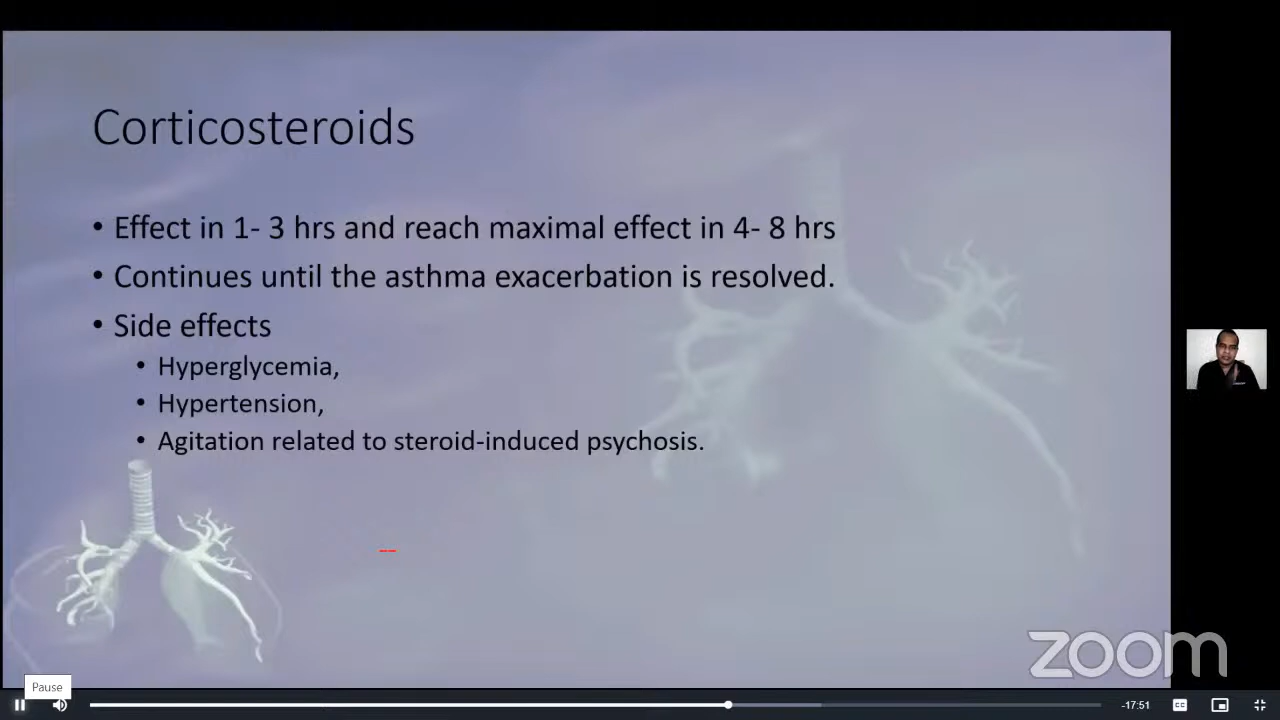 Corticosteroids
• Effect in 1- 3 hrs and reach maximal effect in 4- 8 hrs
• Continues until the asthma exacerbation is resolved.
• Side effects
• Hyperglycemia,
• Hypertension,
• Agitation related to steroid-induced psychosis.
zoom
Pause
-17:51
CC